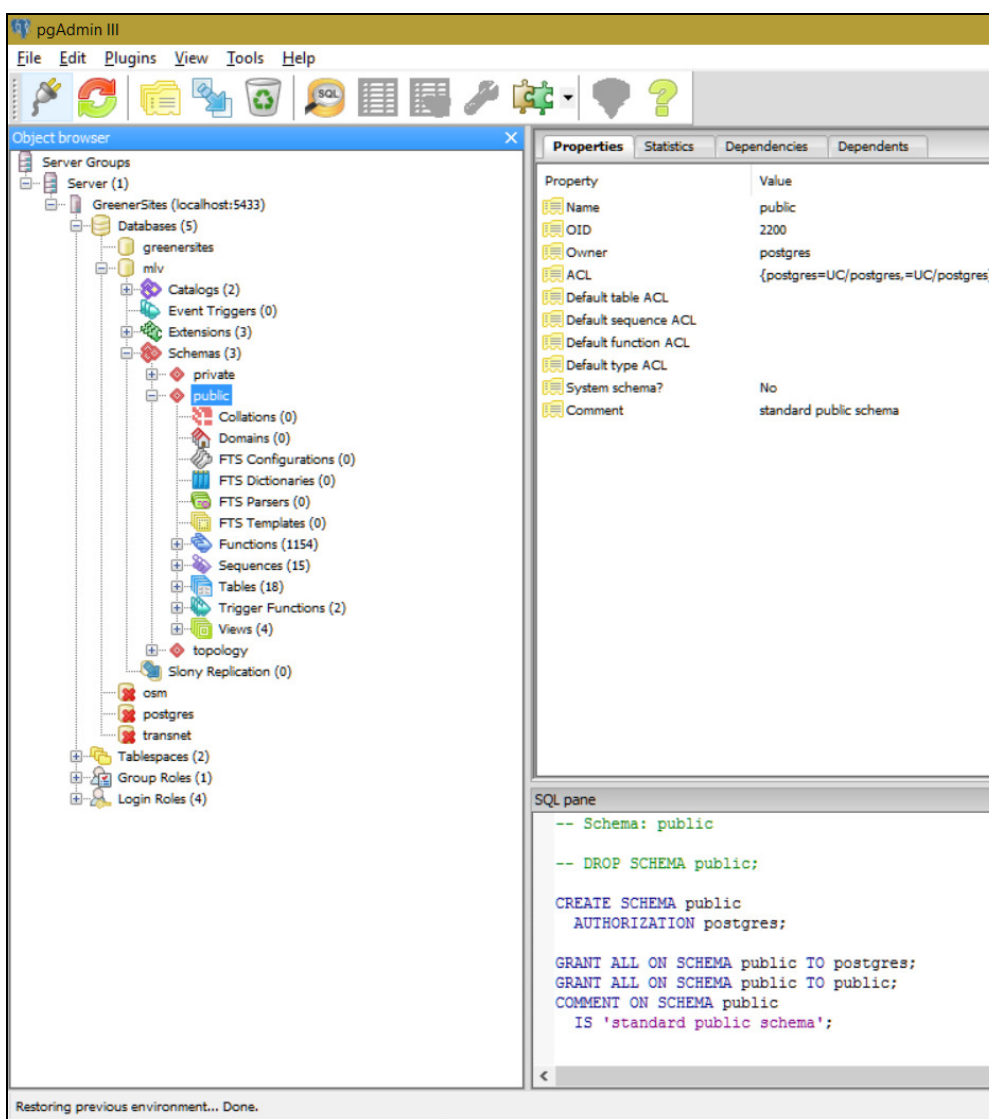 pgAdmin III
File Edit Plugins View Tools Help
SQL
Object browser
Server Groups
Server (1)
GreenerSites (localhost:5433)
Databases (5)
greenersites
mlv
Catalogs (2)
Event Triggers (0)
Extensions (3)
Schemas (3)
private
public
Collations (0)
Domains (0)
FTS Configurations (0)
FTS Dictionaries (0)
FTS Parsers (0)
FTS Templates (0)
Functions (1154)
Sequences (15)
Tables (18)
Trigger Functions (2)
Views (4)
topology
Slony Replication (0)
osm
postgres
transnet
Tablespaces (2)
Group Roles (1)
Login Roles (4)
Properties Statistics Dependencies Dependents
Property Value
Name public
OID 2200
Owner postgres
ACL {postgres=UC/postgres,=UC/postgres}
Default table ACL
Default sequence ACL
Default function ACL
Default type ACL
System schema? No
Comment standard public schema
SQL pane
-- Schema: public
-- DROP SCHEMA public;
CREATE SCHEMA public
AUTHORIZATION postgres;
GRANT ALL ON SCHEMA public TO postgres;
GRANT ALL ON SCHEMA public TO public;
COMMENT ON SCHEMA public
IS 'standard public schema';
Restoring previous environment... Done.